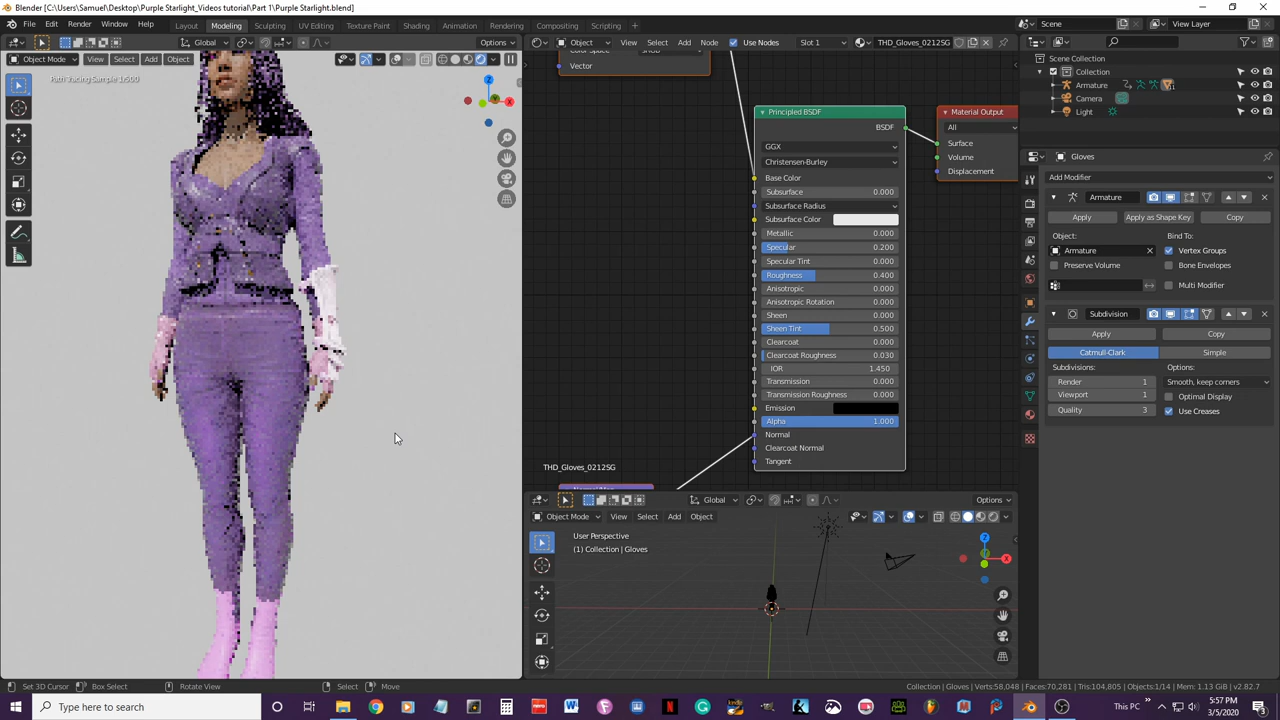 Blender [C:\Users\Samuel\Desktop\Purple Starlight_Videos tutorial\Part 1\Purple Starlight.blend]
File Edit Render Window Help Layout Modeling Sculpting UV Editing Texture Paint Shading Animation Rendering Compositing Scripting + Scene View Layer
Global Options Object View Select Add Node Use Nodes Slot 1 THD_Gloves_0212SG
Object Mode View Select Add Object
Path Tracing Sample 1/500
Z
Y
X
Vector
Principled BSDF
BSDF
GGX
Christensen-Burley
Base Color
Subsurface 0.000
Subsurface Radius
Subsurface Color
Metallic 0.000
Specular 0.200
Specular Tint 0.000
Roughness 0.400
Anisotropic 0.000
Anisotropic Rotation 0.000
Sheen 0.000
Sheen Tint 0.500
Clearcoat 0.000
Clearcoat Roughness 0.030
IOR 1.450
Transmission 0.000
Transmission Roughness 0.000
Emission
Alpha 1.000
Normal
Clearcoat Normal
Tangent
THD_Gloves_0212SG
Material Output
All
Surface
Volume
Displacement
Scene Collection
Collection
Armature
Camera
Light
Gloves
Add Modifier
Armature
Apply Apply as Shape Key Copy
Object: Bind To:
Armature Vertex Groups
Preserve Volume Bone Envelopes
Multi Modifier
Subdivision
Apply Copy
Catmull-Clark Simple
Subdivisions: Options:
Render 1 Smooth, keep corners
Viewport 1 Optimal Display
Quality 3 Use Creases
Global Options
Object Mode View Select Add Object
User Perspective
(1) Collection | Gloves
Z
X
Set 3D Cursor Box Select Rotate View Select Move Collection | Gloves | Verts:58,048 | Faces:70,281 | Tris:104,805 | Objects:1/14 | Mem: 1.13 GiB | v2.82.7
Type here to search This PC 5:57 PM
3/5/2020